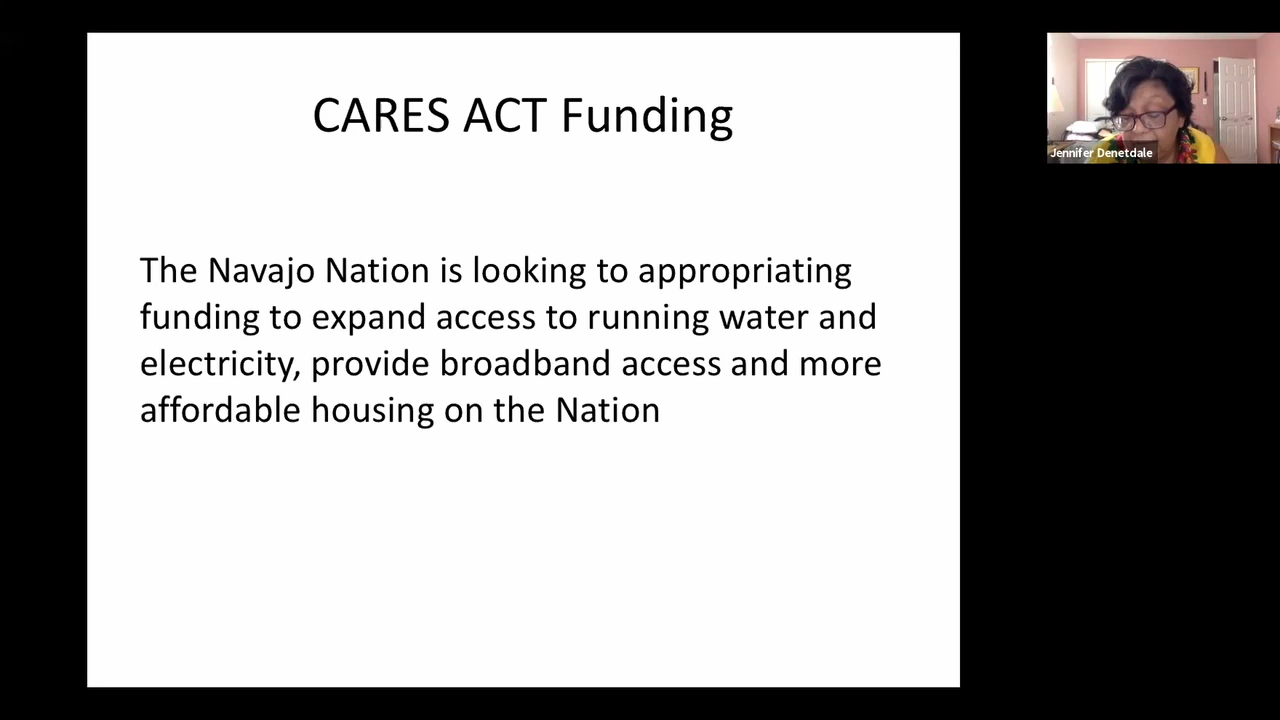 CARES ACT Funding
The Navajo Nation is looking to appropriating
funding to expand access to running water and
electricity, provide broadband access and more
affordable housing on the Nation
Jennifer Denetdale